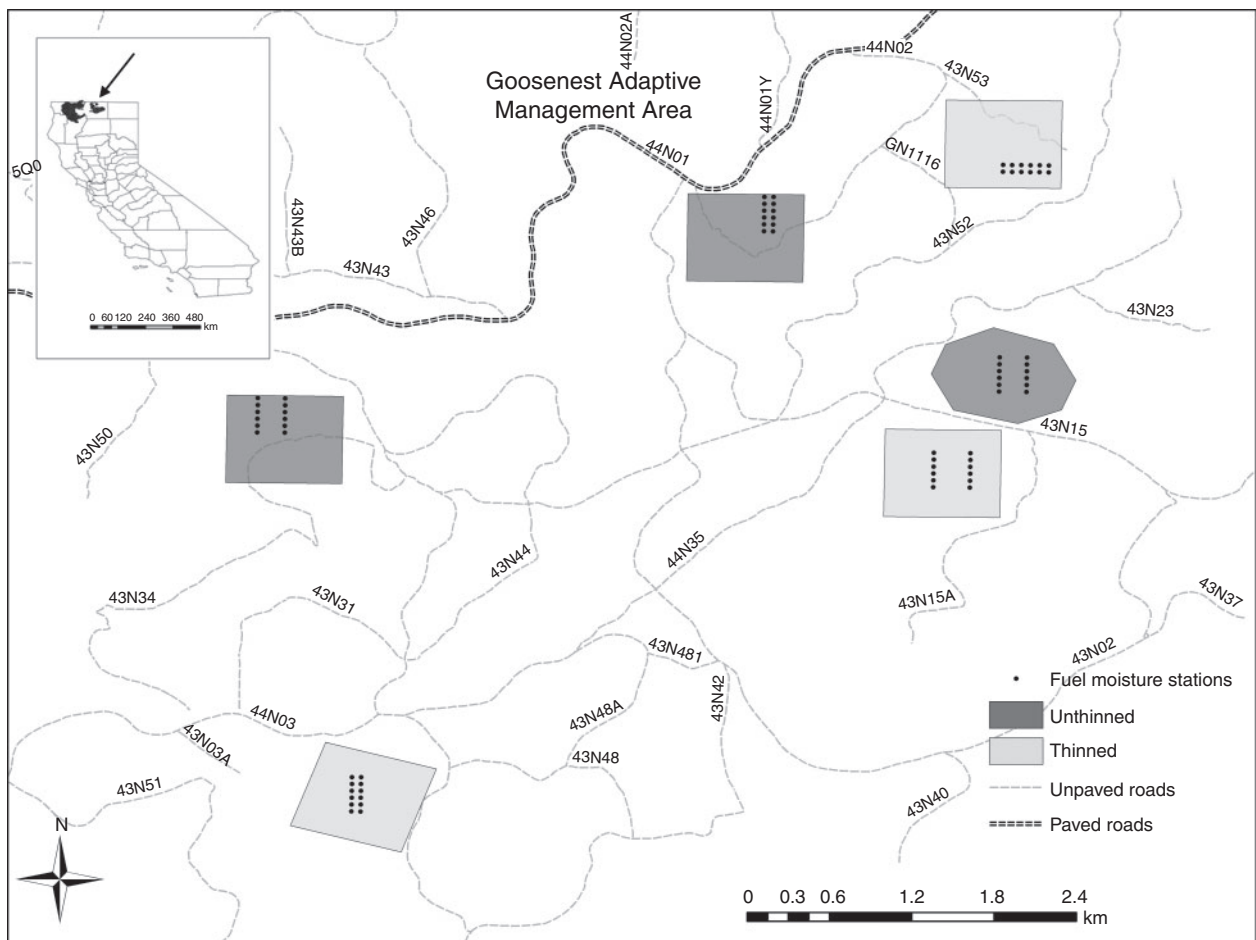 44N02A
44N02
Goosenest Adaptive
Management Area
43N53
44N01Y
44N01
GN1116
5Q0
43N43B
43N46
43N52
43N43
0 60 120 240 360 480
km
43N23
43N50
43N15
44N35
43N44
43N34
43N31
43N15A
43N37
43N481
43N02
43N42
Fuel moisture stations
44N03
43N48A
Unthinned
43N03A
43N48
Thinned
43N51
Unpaved roads
43N40
Paved roads
N
0 0.3 0.6 1.2 1.8 2.4
km